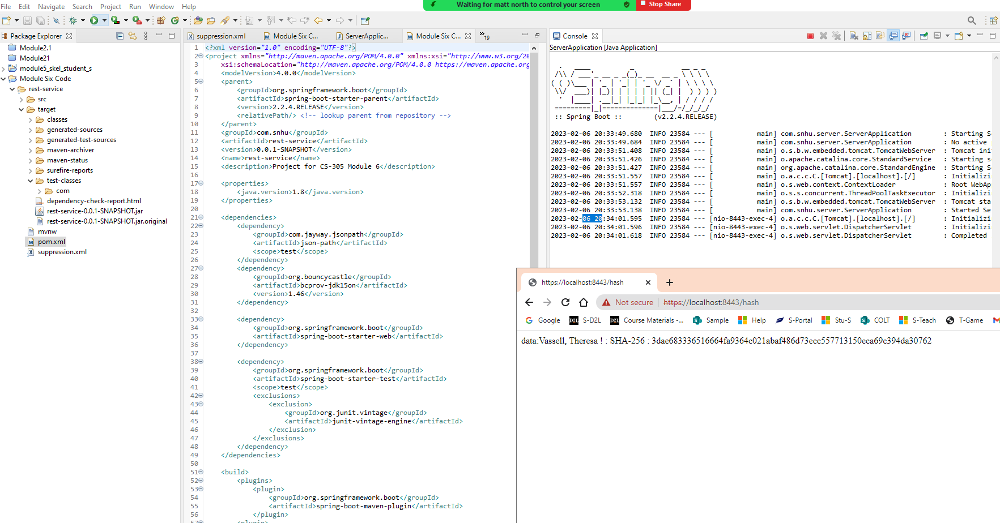 Waiting for matt north to control your screen
Stop Share
File Edit Navigate Search Project Run Window Help
Package Explorer
Module2.1
Module21
module5_skel_student_s
Module Six Code
rest-service
src
target
classes
generated-sources
generated-test-sources
maven-archiver
maven-status
surefire-reports
test-classes
com
dependency-check-report.html
rest-service-0.0.1-SNAPSHOT.jar
rest-service-0.0.1-SNAPSHOT.jar.original
mvnw
pom.xml
suppression.xml
suppression.xml Module Six C... ServerApplic... Module Six C... »19
1 <?xml version="1.0" encoding="UTF-8"?>
2 <project xmlns="http://maven.apache.org/POM/4.0.0" xmlns:xsi="http://www.w3.org/20
3 xsi:schemaLocation="http://maven.apache.org/POM/4.0.0 https://maven.apache.org
4 <modelVersion>4.0.0</modelVersion>
5 <parent>
6 <groupId>org.springframework.boot</groupId>
7 <artifactId>spring-boot-starter-parent</artifactId>
8 <version>2.2.4.RELEASE</version>
9 <relativePath/> <!-- lookup parent from repository -->
10 </parent>
11 <groupId>com.snhu</groupId>
12 <artifactId>rest-service</artifactId>
13 <version>0.0.1-SNAPSHOT</version>
14 <name>rest-service</name>
15 <description>Project for CS-305 Module 6</description>
16
17 <properties>
18 <java.version>1.8</java.version>
19 </properties>
20
21 <dependencies>
22 <dependency>
23 <groupId>com.jayway.jsonpath</groupId>
24 <artifactId>json-path</artifactId>
25 <scope>test</scope>
26 </dependency>
27 <dependency>
28 <groupId>org.bouncycastle</groupId>
29 <artifactId>bcprov-jdk15on</artifactId>
30 <version>1.46</version>
31 </dependency>
32
33 <dependency>
34 <groupId>org.springframework.boot</groupId>
35 <artifactId>spring-boot-starter-web</artifactId>
36 </dependency>
37
38 <dependency>
39 <groupId>org.springframework.boot</groupId>
40 <artifactId>spring-boot-starter-test</artifactId>
41 <scope>test</scope>
42 <exclusions>
43 <exclusion>
44 <groupId>org.junit.vintage</groupId>
45 <artifactId>junit-vintage-engine</artifactId>
46 </exclusion>
47 </exclusions>
48 </dependency>
49 </dependencies>
50
51 <build>
52 <plugins>
53 <plugin>
54 <groupId>org.springframework.boot</groupId>
55 <artifactId>spring-boot-maven-plugin</artifactId>
56 </plugin>
57 <plugin>
Console
ServerApplication [Java Application]
Spring
:: Spring Boot :: (v2.2.4.RELEASE)
2023-02-06 20:33:49.680 INFO 23584 --- [ main] com.snhu.server.ServerApplication : Starting S
2023-02-06 20:33:49.684 INFO 23584 --- [ main] com.snhu.server.ServerApplication : No active
2023-02-06 20:33:51.408 INFO 23584 --- [ main] o.s.b.w.embedded.tomcat.TomcatWebServer : Tomcat ini
2023-02-06 20:33:51.426 INFO 23584 --- [ main] o.apache.catalina.core.StandardService : Starting s
2023-02-06 20:33:51.427 INFO 23584 --- [ main] org.apache.catalina.core.StandardEngine : Starting S
2023-02-06 20:33:51.557 INFO 23584 --- [ main] o.a.c.c.C.[Tomcat].[localhost].[/] : Initializi
2023-02-06 20:33:51.557 INFO 23584 --- [ main] o.s.web.context.ContextLoader : Root WebAp
2023-02-06 20:33:52.318 INFO 23584 --- [ main] o.s.s.concurrent.ThreadPoolTaskExecutor : Initializi
2023-02-06 20:33:53.132 INFO 23584 --- [ main] o.s.b.w.embedded.tomcat.TomcatWebServer : Tomcat sta
2023-02-06 20:33:53.138 INFO 23584 --- [ main] com.snhu.server.ServerApplication : Started Se
2023-02-06 20:34:01.595 INFO 23584 --- [nio-8443-exec-4] o.a.c.c.C.[Tomcat].[localhost].[/] : Initializi
2023-02-06 20:34:01.596 INFO 23584 --- [nio-8443-exec-4] o.s.web.servlet.DispatcherServlet : Initializi
2023-02-06 20:34:01.618 INFO 23584 --- [nio-8443-exec-4] o.s.web.servlet.DispatcherServlet : Completed
https://localhost:8443/hash
Not secure | https://localhost:8443/hash
Google D2L S-D2L D2L Course Materials -... Sample Help S-Portal Stu-S COLT S-Teach T-Game
data:Vassell, Theresa ! : SHA-256 : 3dae683336516664fa9364c021abaf486d73ecc557713150eca69c394da30762